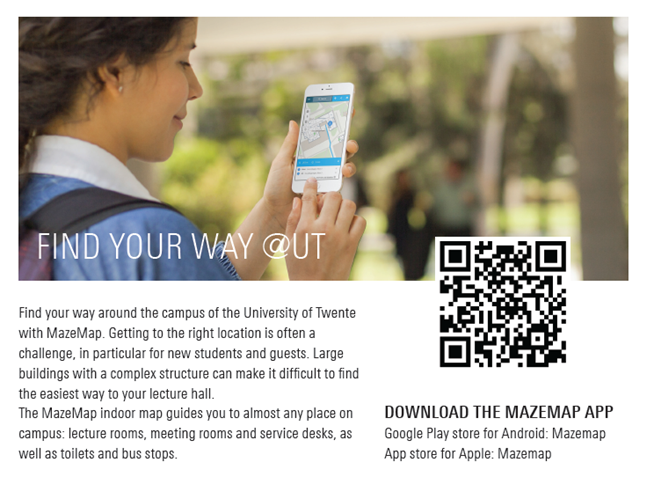 FIND YOUR WAY @UT
Find your way around the campus of the University of Twente
with MazeMap. Getting to the right location is often a
challenge, in particular for new students and guests. Large
buildings with a complex structure can make it difficult to find
the easiest way to your lecture hall.
The MazeMap indoor map guides you to almost any place on
campus: lecture rooms, meeting rooms and service desks, as
well as toilets and bus stops.
DOWNLOAD THE MAZEMAP APP
Google Play store for Android: Mazemap
App store for Apple: Mazemap